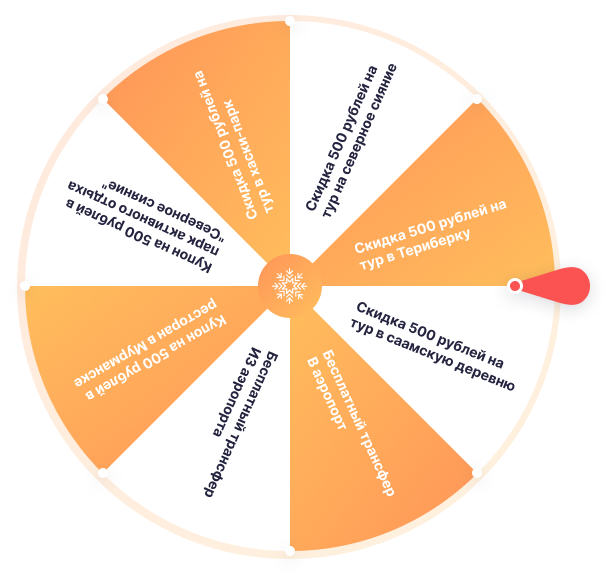 Скидка 500 рублей на
тур на северное сияние
Скидка 500 рублей на
тур в Териберку
Скидка 500 рублей на
тур в саамскую деревню
Бесплатный трансфер
В аэропорт
Бесплатный трансфер
Из аэропорта
Купон на 500 рублей в
ресторан в Мурманске
Купон на 500 рублей в
парк активного отдыха
"Северное сияние"
Скидка 500 рублей на
тур в хаски-парк